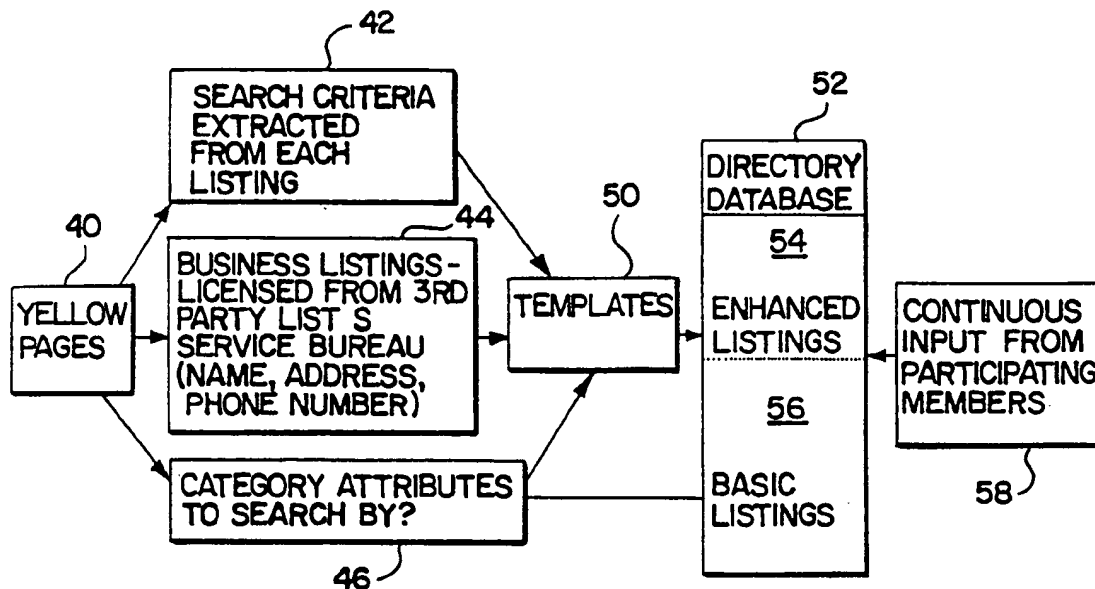 42
SEARCH CRITERIA
EXTRACTED
FROM EACH
LISTING
40
YELLOW
PAGES
44
BUSINESS LISTINGS-
LICENSED FROM 3RD
PARTY LIST S
SERVICE BUREAU
(NAME, ADDRESS,
PHONE NUMBER)
CATEGORY ATTRIBUTES
TO SEARCH BY?
46
50
TEMPLATES
52
DIRECTORY
DATABASE
54
ENHANCED
LISTINGS
56
BASIC
LISTINGS
CONTINUOUS
INPUT FROM
PARTICIPATING
MEMBERS
58